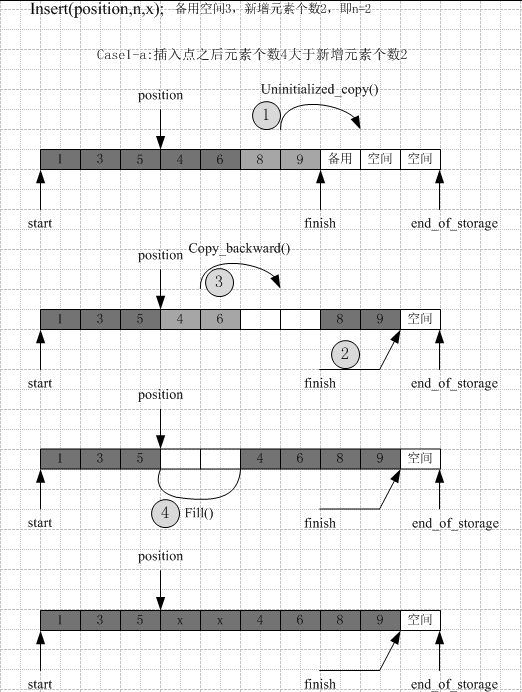 Insert(position,n,x); 备用空间3，新增元素个数2，即n=2
Case1-a:插入点之后元素个数4大于新增元素个数2
Uninitialized_copy()
position
1
1 3 5 4 6 8 9 备用 空间 空间
start finish end_of_storage
position Copy_backward()
3
1 3 5 4 6 8 9 空间
2
start finish end_of_storage
position
1 3 5 4 6 8 9 空间
4 Fill()
start finish end_of_storage
position
1 3 5 x x 4 6 8 9 空间
start finish end_of_storage